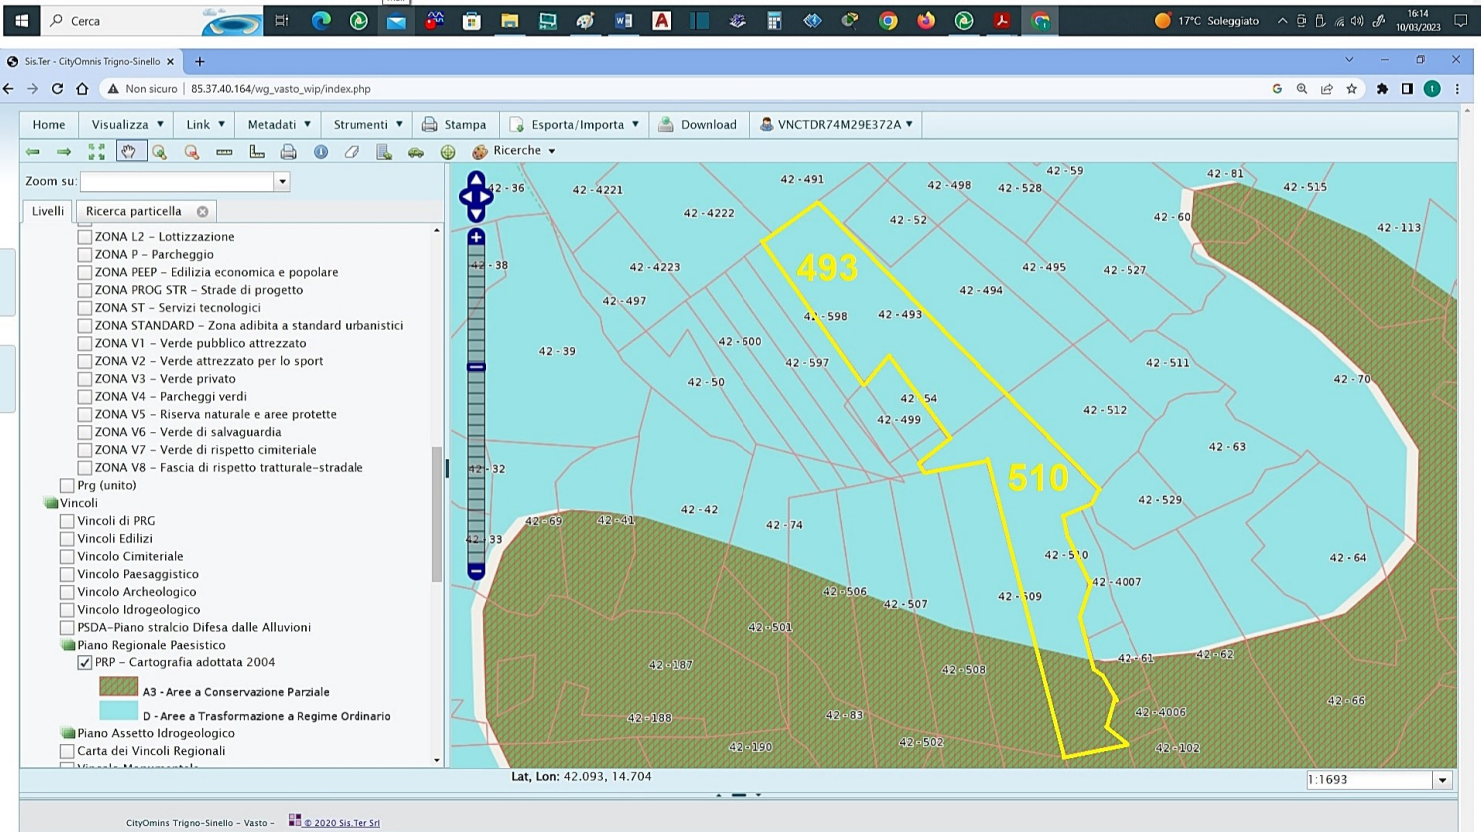 Cerca
17°C Soleggiato
16:14
10/03/2023
Sis.Ter - CityOmnis Trigno-Sinello
Non sicuro
85.37.40.164/wg_vasto_wip/index.php
Home
Visualizza
Link
Metadati
Strumenti
Stampa
Esporta/Importa
Download
VNCTDR74M29E372A
Ricerche
Zoom su:
Livelli
Ricerca particella
ZONA L2 - Lottizzazione
ZONA P - Parcheggio
ZONA PEEP - Edilizia economica e popolare
ZONA PROG STR - Strade di progetto
ZONA ST - Servizi tecnologici
ZONA STANDARD - Zona adibita a standard urbanistici
ZONA V1 - Verde pubblico attrezzato
ZONA V2 - Verde attrezzato per lo sport
ZONA V3 - Verde privato
ZONA V4 - Parcheggi verdi
ZONA V5 - Riserva naturale e aree protette
ZONA V6 - Verde di salvaguardia
ZONA V7 - Verde di rispetto cimiteriale
ZONA V8 - Fascia di rispetto tratturale-stradale
Prg (unito)
Vincoli
Vincoli di PRG
Vincoli Edilizi
Vincolo Cimiteriale
Vincolo Paesaggistico
Vincolo Archeologico
Vincolo Idrogeologico
PSDA-Piano stralcio Difesa dalle Alluvioni
Piano Regionale Paesistico
PRP - Cartografia adottata 2004
A3 - Aree a Conservazione Parziale
D - Aree a Trasformazione a Regime Ordinario
Piano Assetto Idrogeologico
Carta dei Vincoli Regionali
42 - 36
42 - 4221
42 - 491
42 - 498
42 - 528
42 - 59
42 - 81
42 - 515
42 - 4222
42 - 52
42 - 60
42 - 113
42 - 38
42 - 4223
493
42 - 495
42 - 527
42 - 497
42 - 494
42 - 598
42 - 493
42 - 39
42 - 500
42 - 597
42 - 511
42 - 50
42 - 70
42 - 54
42 - 499
42 - 512
42 - 63
42 - 32
510
42 - 529
42 - 69
42 - 41
42 - 42
42 - 74
42 - 33
42 - 510
42 - 64
42 - 4007
42 - 506
42 - 507
42 - 509
42 - 501
42 - 187
42 - 508
42 - 61
42 - 62
42 - 188
42 - 83
42 - 4006
42 - 66
42 - 190
42 - 502
42 - 102
Lat, Lon: 42.093, 14.704
1:1693
CityOmins Trigno-Sinello - Vasto -
© 2020 Sis.Ter Srl